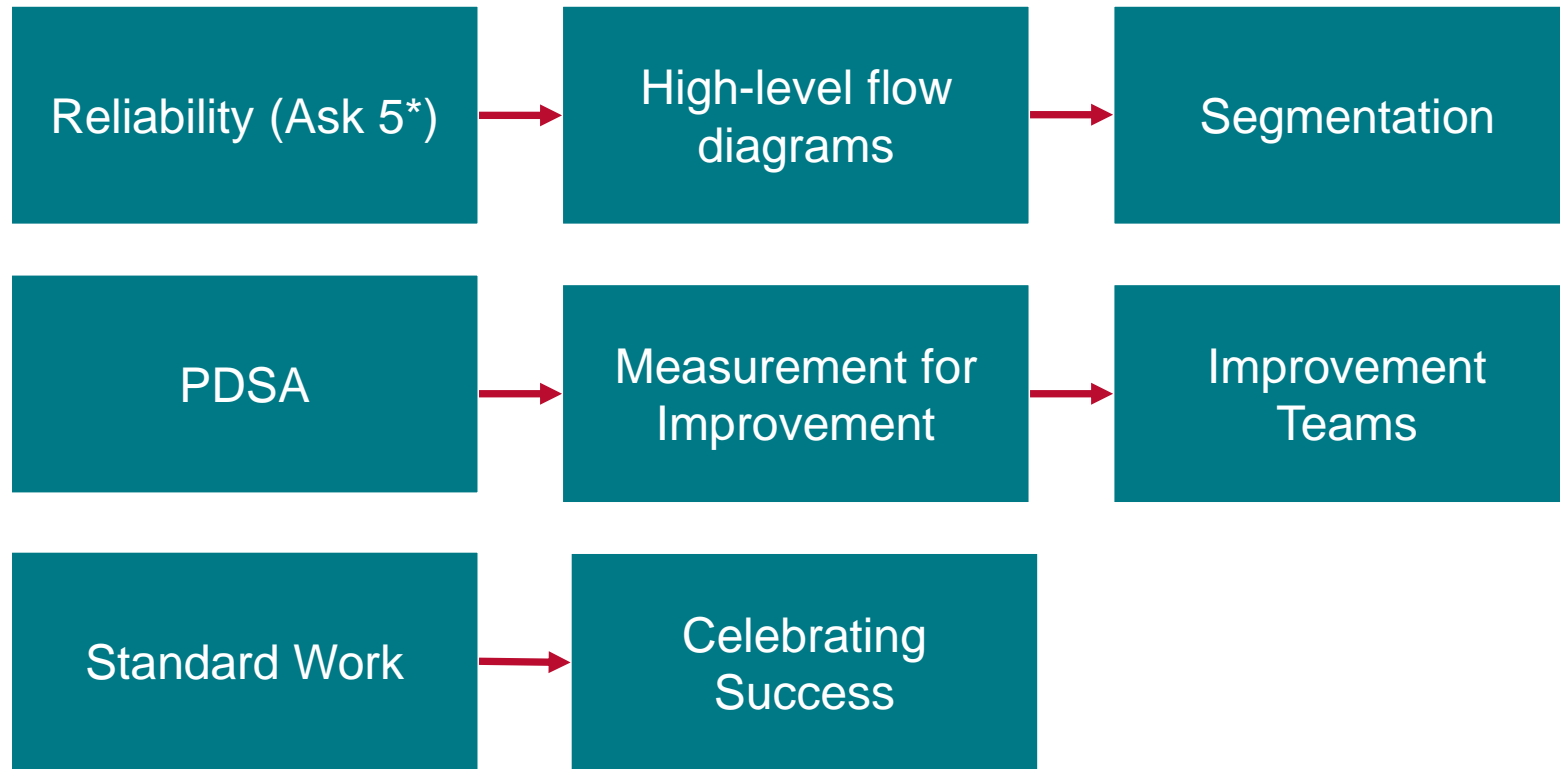 Reliability (Ask 5*)
High-level flow
diagrams
Segmentation
PDSA
Measurement for
Improvement
Improvement
Teams
Standard Work
Celebrating
Success